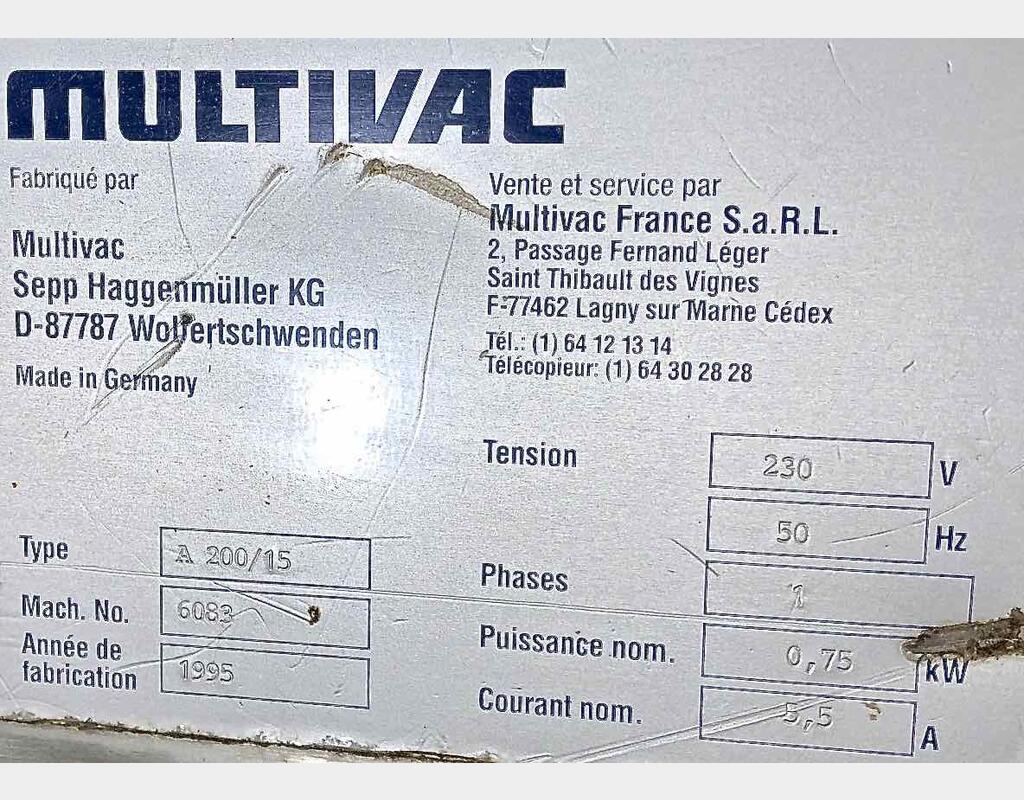 MULTIVAC
Fabriqué par
Multivac
Sepp Haggenmüller KG
D-87787 Wolfertschwenden
Made in Germany
Vente et service par
Multivac France S.a.R.L.
2, Passage Fernand Léger
Saint Thibault des Vignes
F-77462 Lagny sur Marne Cédex
Tél.: (1) 64 12 13 14
Télécopieur: (1) 64 30 28 28
Type A 200/15
Mach. No. 6083
Année de
fabrication 1995
Tension 230 V
50 Hz
Phases 1
Puissance nom. 0,75 kW
Courant nom. 5,5 A